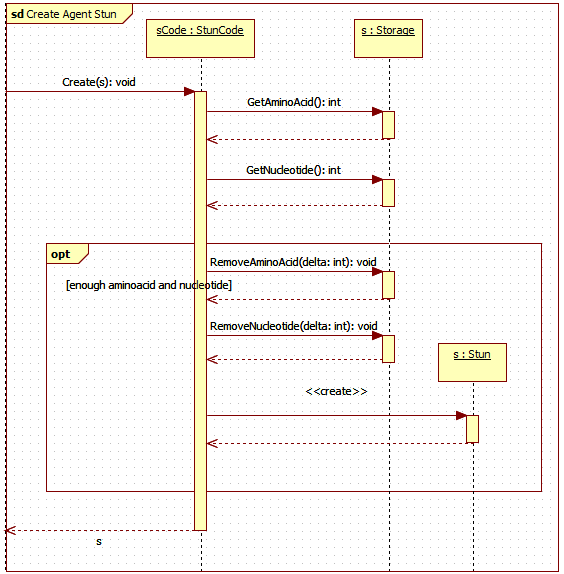 sd Create Agent Stun
sCode : StunCode
s : Storage
Create(s): void
GetAminoAcid(): int
GetNucleotide(): int
opt
RemoveAminoAcid(delta: int): void
[enough aminoacid and nucleotide]
RemoveNucleotide(delta: int): void
s : Stun
<<create>>
s